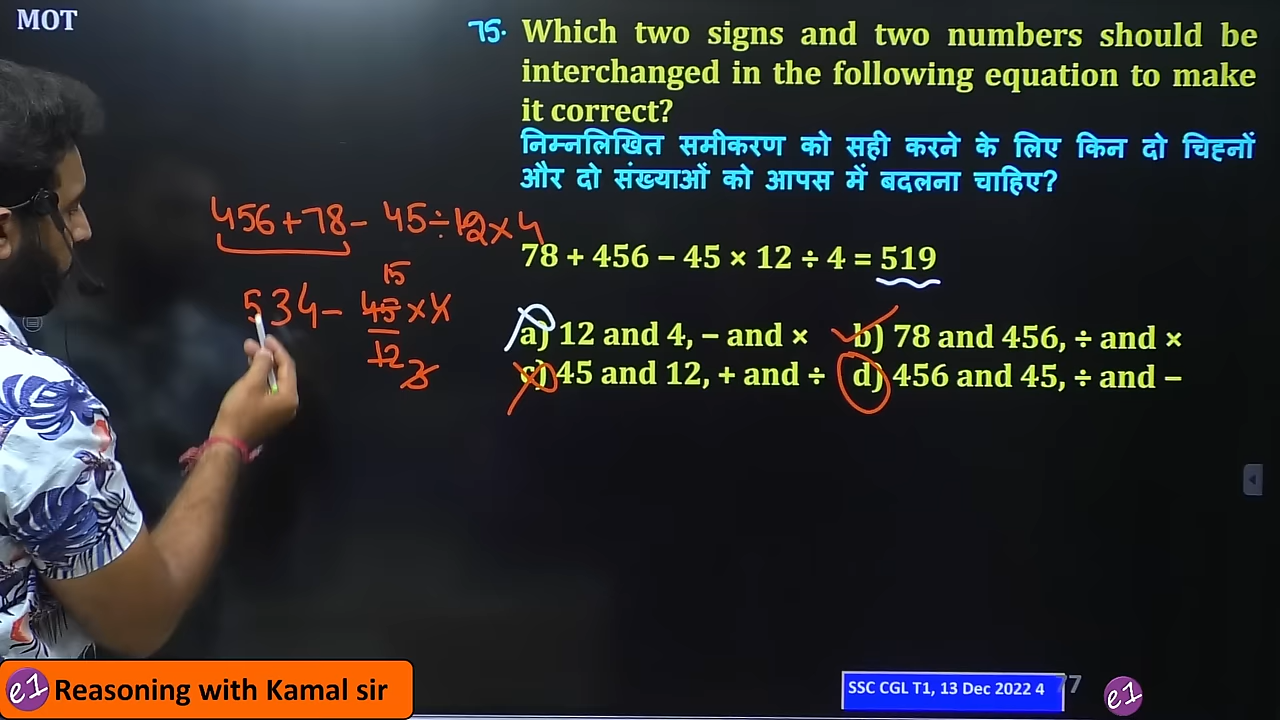 MOT
75. Which two signs and two numbers should be
interchanged in the following equation to make
it correct?
निम्नलिखित समीकरण को सही करने के लिए किन दो चिह्नों
और दो संख्याओं को आपस में बदलना चाहिए?
456+78- 45÷12×4
78 + 456 – 45 × 12 ÷ 4 = 519
15
534- 45×4
12
3
a) 12 and 4, – and ×
b) 78 and 456, ÷ and ×
c) 45 and 12, + and ÷
d) 456 and 45, ÷ and –
e1 Reasoning with Kamal sir
SSC CGL T1, 13 Dec 2022 4
77
e1